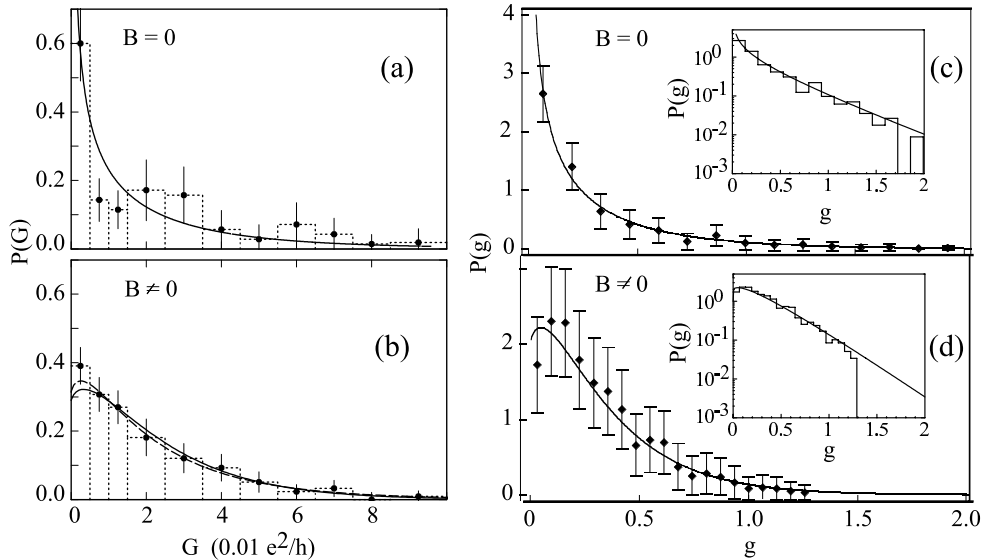 B = 0
(a)
0.6
0.4
0.2
0.0
P(G)
B ≠ 0
(b)
0.6
0.4
0.2
0.0
0 2 4 6 8
G (0.01 e²/h)
4
3
2
1
0
P(g)
B = 0
(c)
10⁰
10⁻¹
10⁻²
10⁻³
P(g)
0 0.5 1 1.5 2
g
B ≠ 0
(d)
2
1
0
10⁰
10⁻¹
10⁻²
10⁻³
P(g)
0 0.5 1 1.5 2
g
0 0.5 1.0 1.5 2.0
g